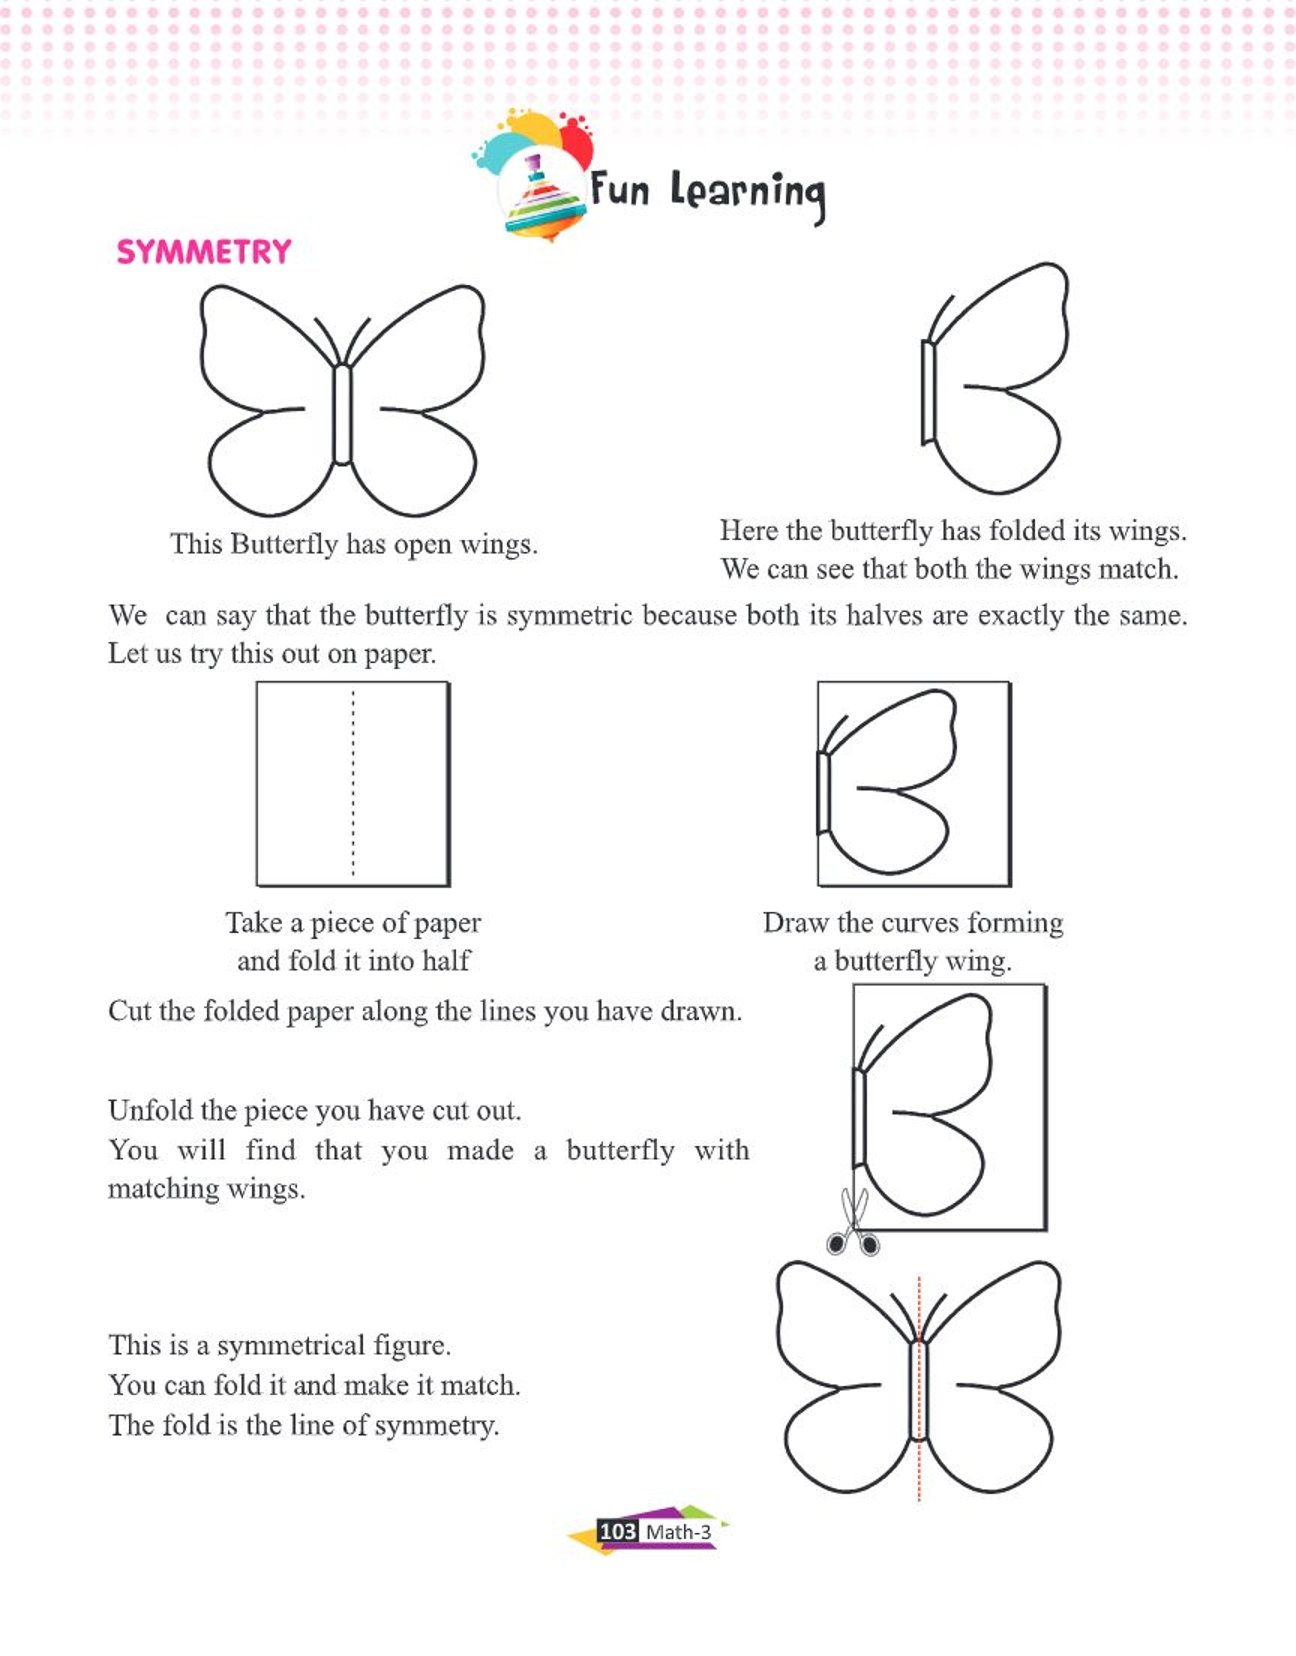 Fun Learning
SYMMETRY
This Butterfly has open wings.
Here the butterfly has folded its wings.
We can see that both the wings match.
We can say that the butterfly is symmetric because both its halves are exactly the same.
Let us try this out on paper.
Take a piece of paper
and fold it into half
Draw the curves forming
a butterfly wing.
Cut the folded paper along the lines you have drawn.
Unfold the piece you have cut out.
You will find that you made a butterfly with
matching wings.
This is a symmetrical figure.
You can fold it and make it match.
The fold is the line of symmetry.
103 Math-3